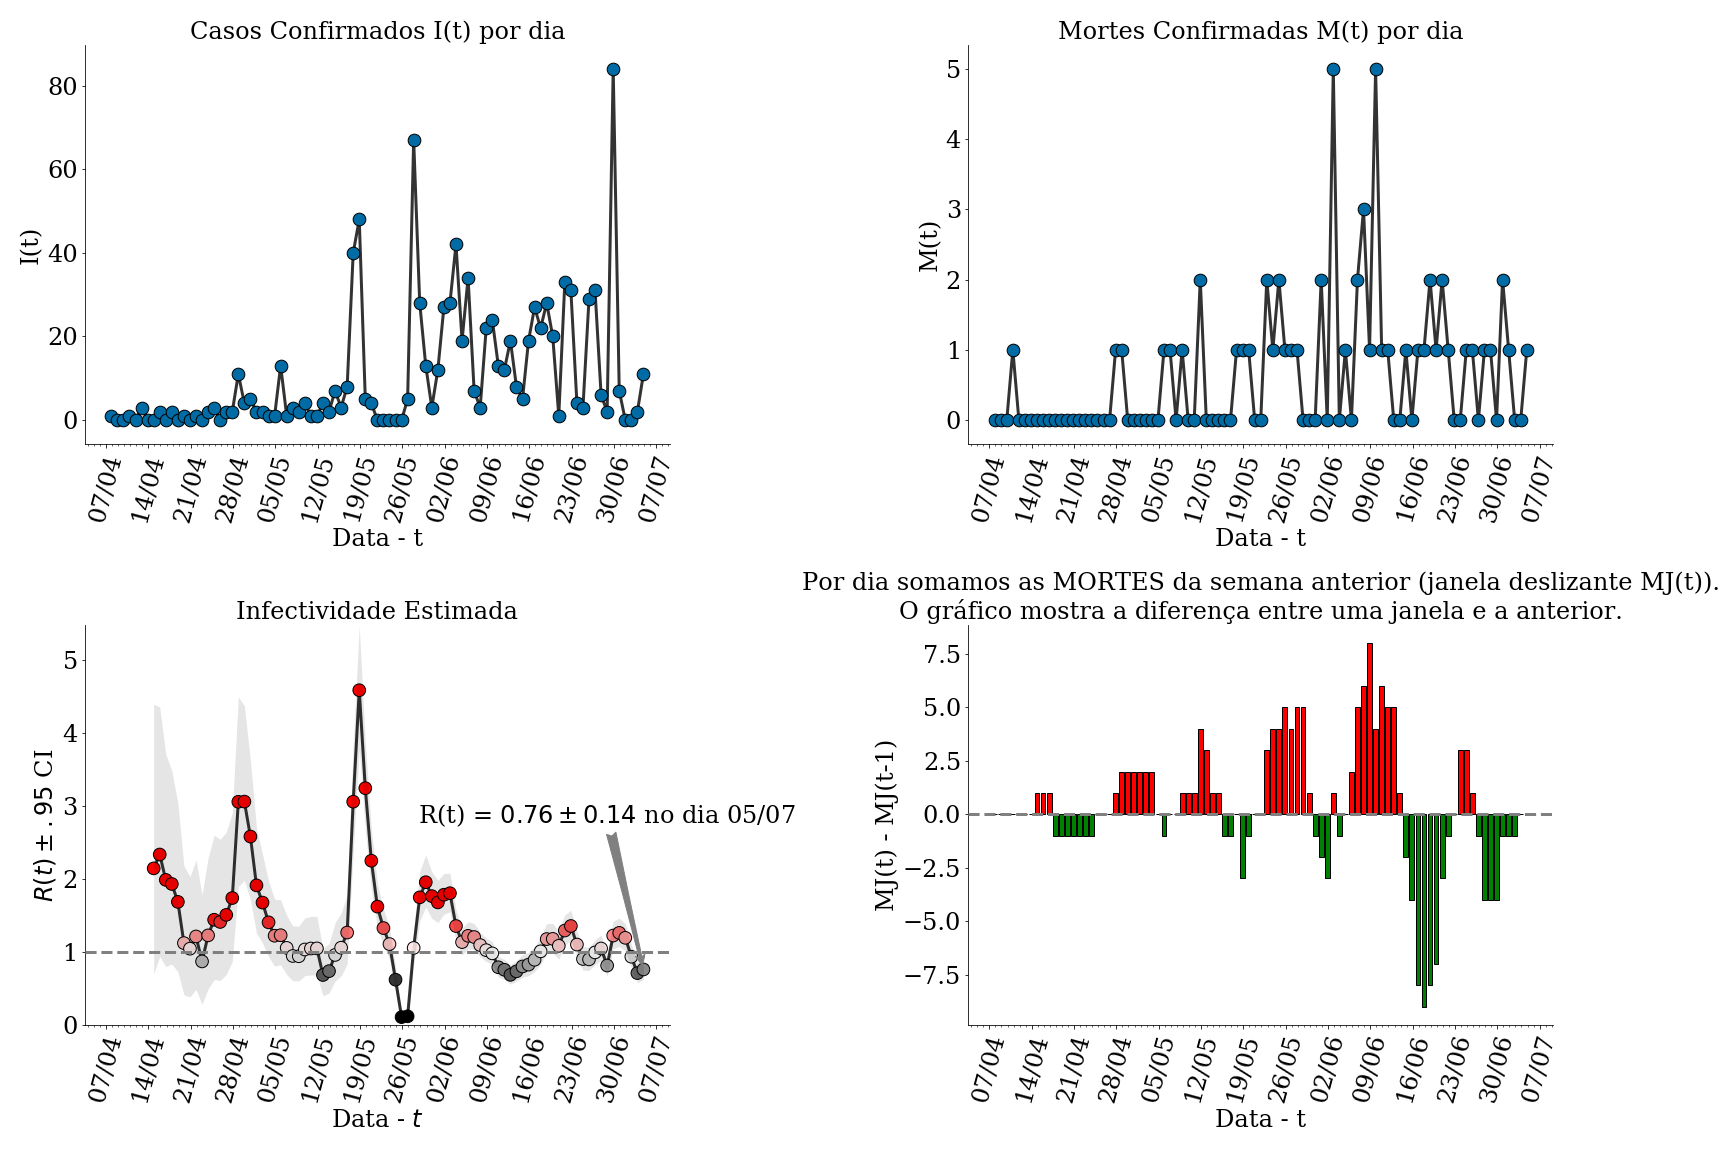 Casos Confirmados I(t) por dia
I(t)
80
60
40
20
0
07/04 14/04 21/04 28/04 05/05 12/05 19/05 26/05 02/06 09/06 16/06 23/06 30/06 07/07
Data - t
Mortes Confirmadas M(t) por dia
M(t)
5
4
3
2
1
0
07/04 14/04 21/04 28/04 05/05 12/05 19/05 26/05 02/06 09/06 16/06 23/06 30/06 07/07
Data - t
Infectividade Estimada
R(t) ± .95 CI
5
4
3
2
1
0
R(t) = 0.76 ± 0.14 no dia 05/07
07/04 14/04 21/04 28/04 05/05 12/05 19/05 26/05 02/06 09/06 16/06 23/06 30/06 07/07
Data - t
Por dia somamos as MORTES da semana anterior (janela deslizante MJ(t)).
O gráfico mostra a diferença entre uma janela e a anterior.
MJ(t) - MJ(t-1)
7.5
5.0
2.5
0.0
−2.5
−5.0
−7.5
07/04 14/04 21/04 28/04 05/05 12/05 19/05 26/05 02/06 09/06 16/06 23/06 30/06 07/07
Data - t